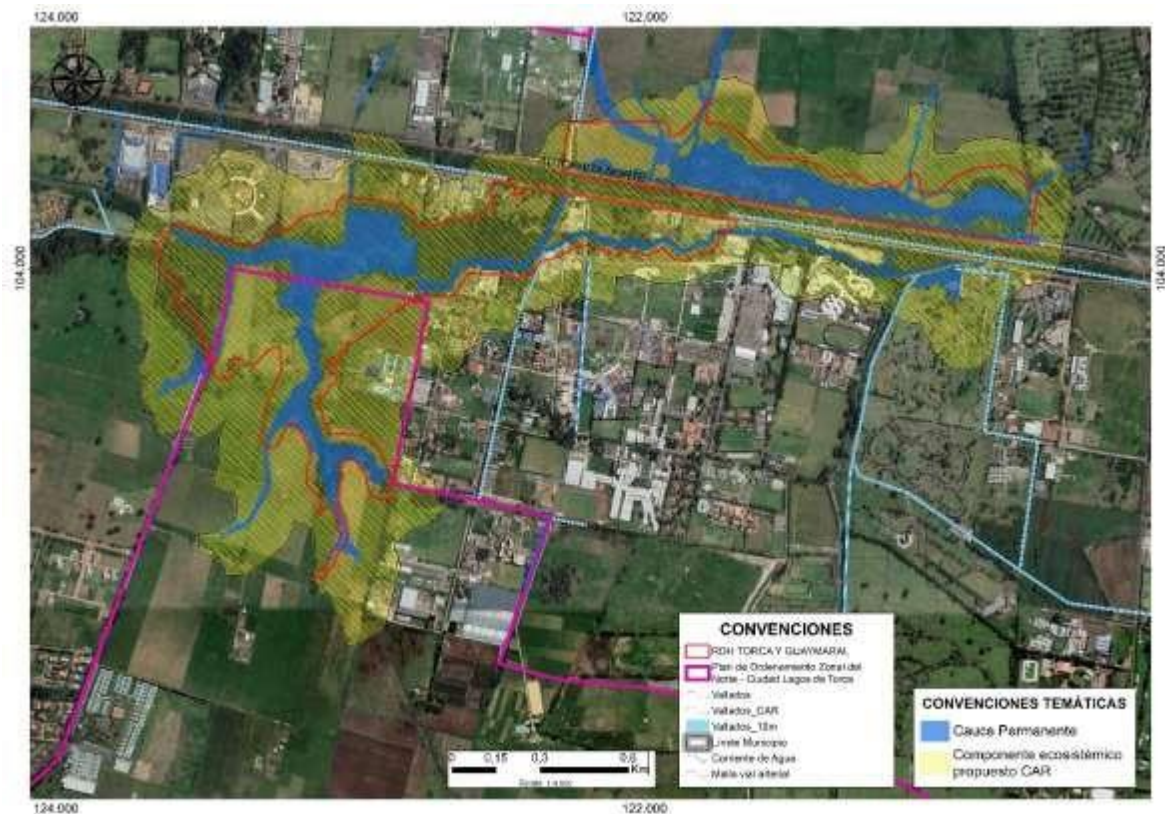 124.000
122.000
104.000
104.000
CONVENCIONES
RDH TORCA Y GUAYMARAL
Plan de Ordenamiento Zonal del
Norte - Ciudad Lagos de Torca
Vallados
Vallados_CAR
Vallados_10m
Limite Municipio
Corriente de Agua
Malla vial arterial
CONVENCIONES TEMÁTICAS
Cauce Permanente
Componente ecosistémico
propuesto CAR
0 0,15 0,3 0,6
Km
124.000
122.000